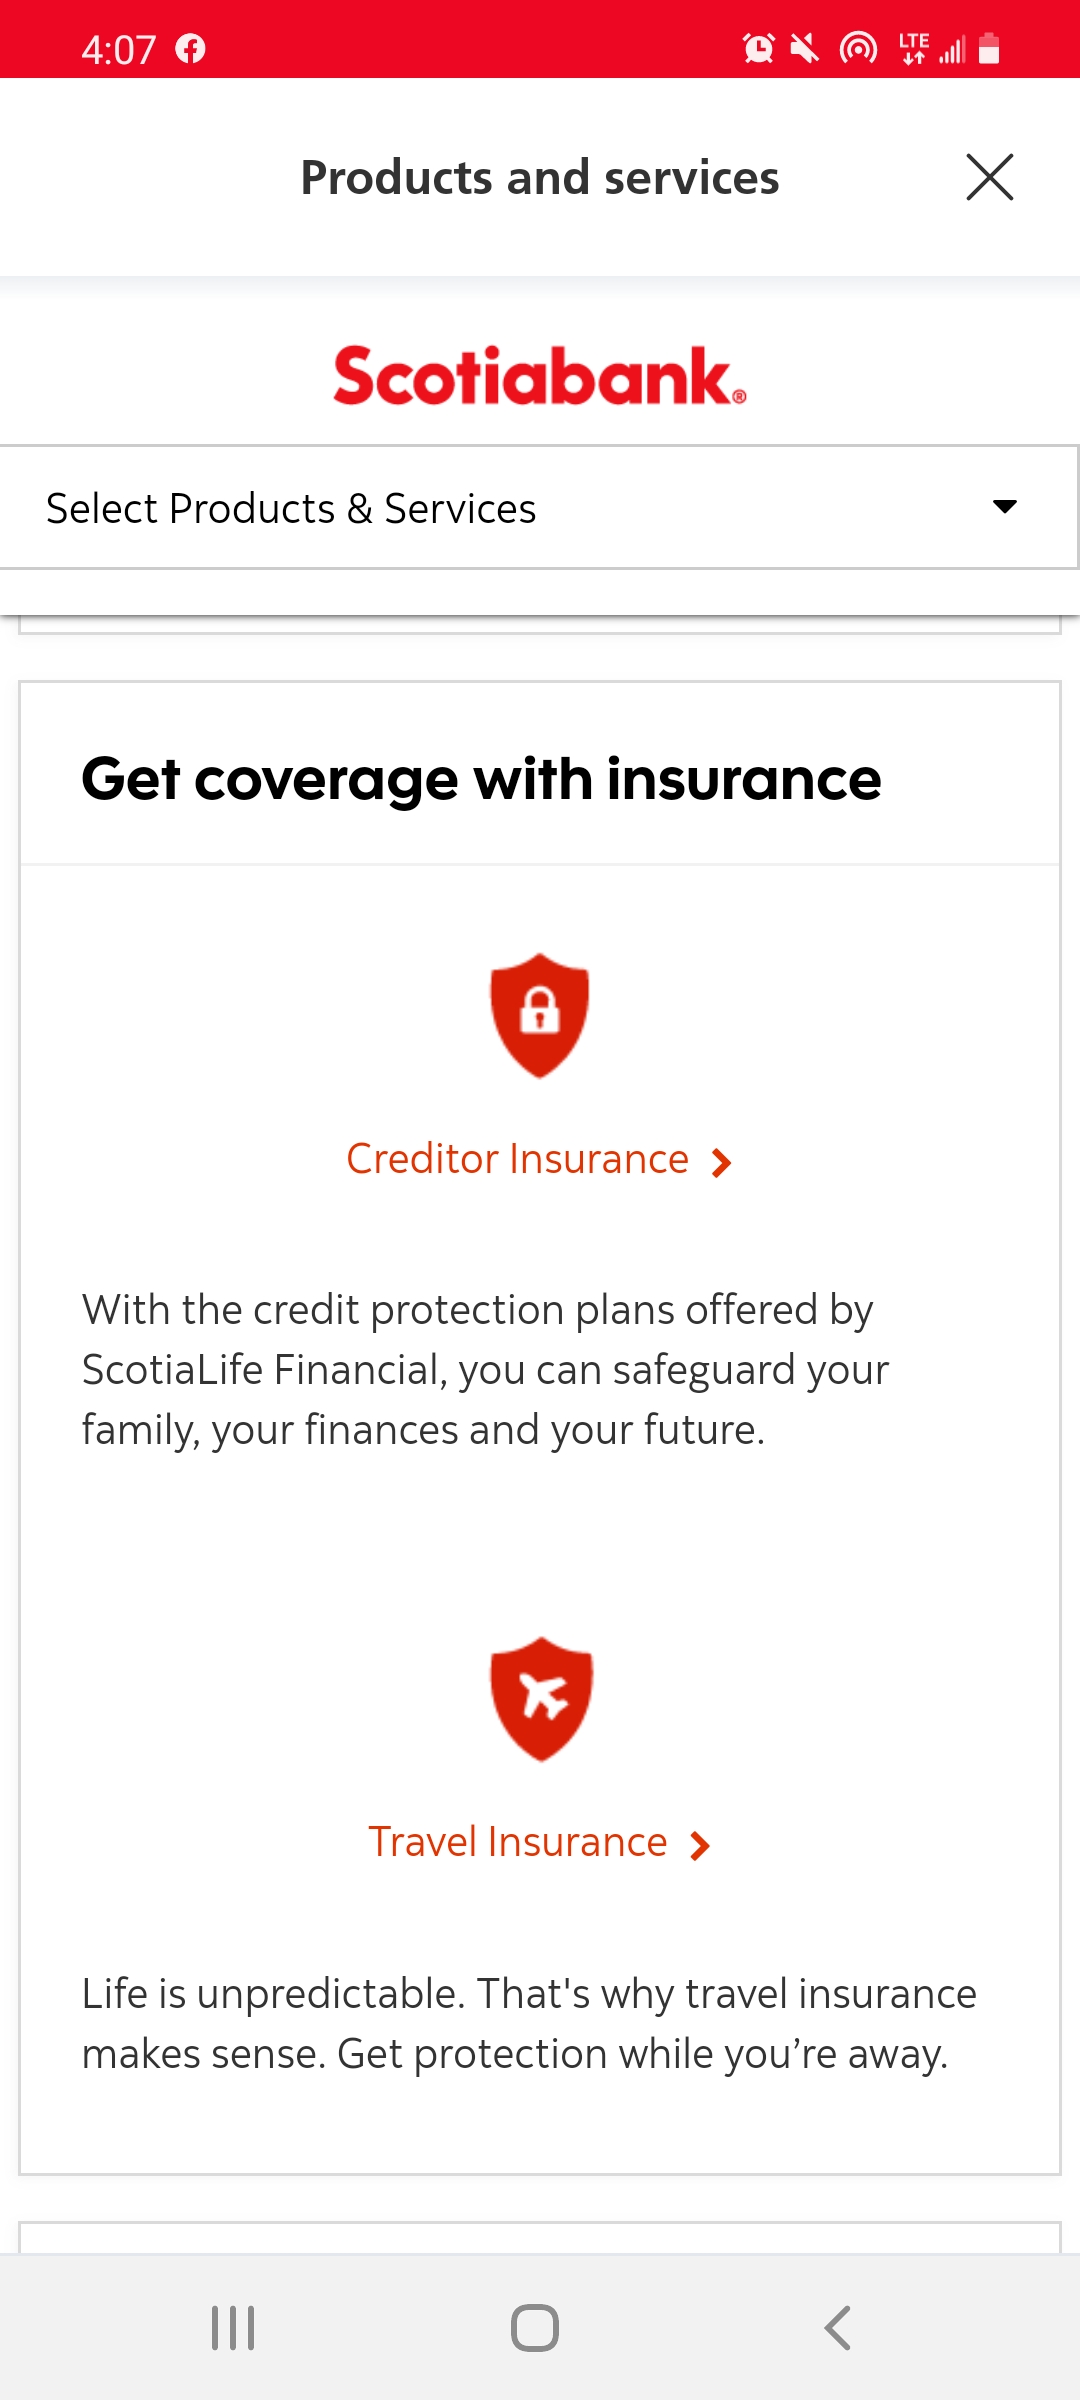 4:07
LTE
Products and services
Scotiabank®
Select Products & Services
Get coverage with insurance
Creditor Insurance
With the credit protection plans offered by
ScotiaLife Financial, you can safeguard your
family, your finances and your future.
Travel Insurance
Life is unpredictable. That's why travel insurance
makes sense. Get protection while you’re away.